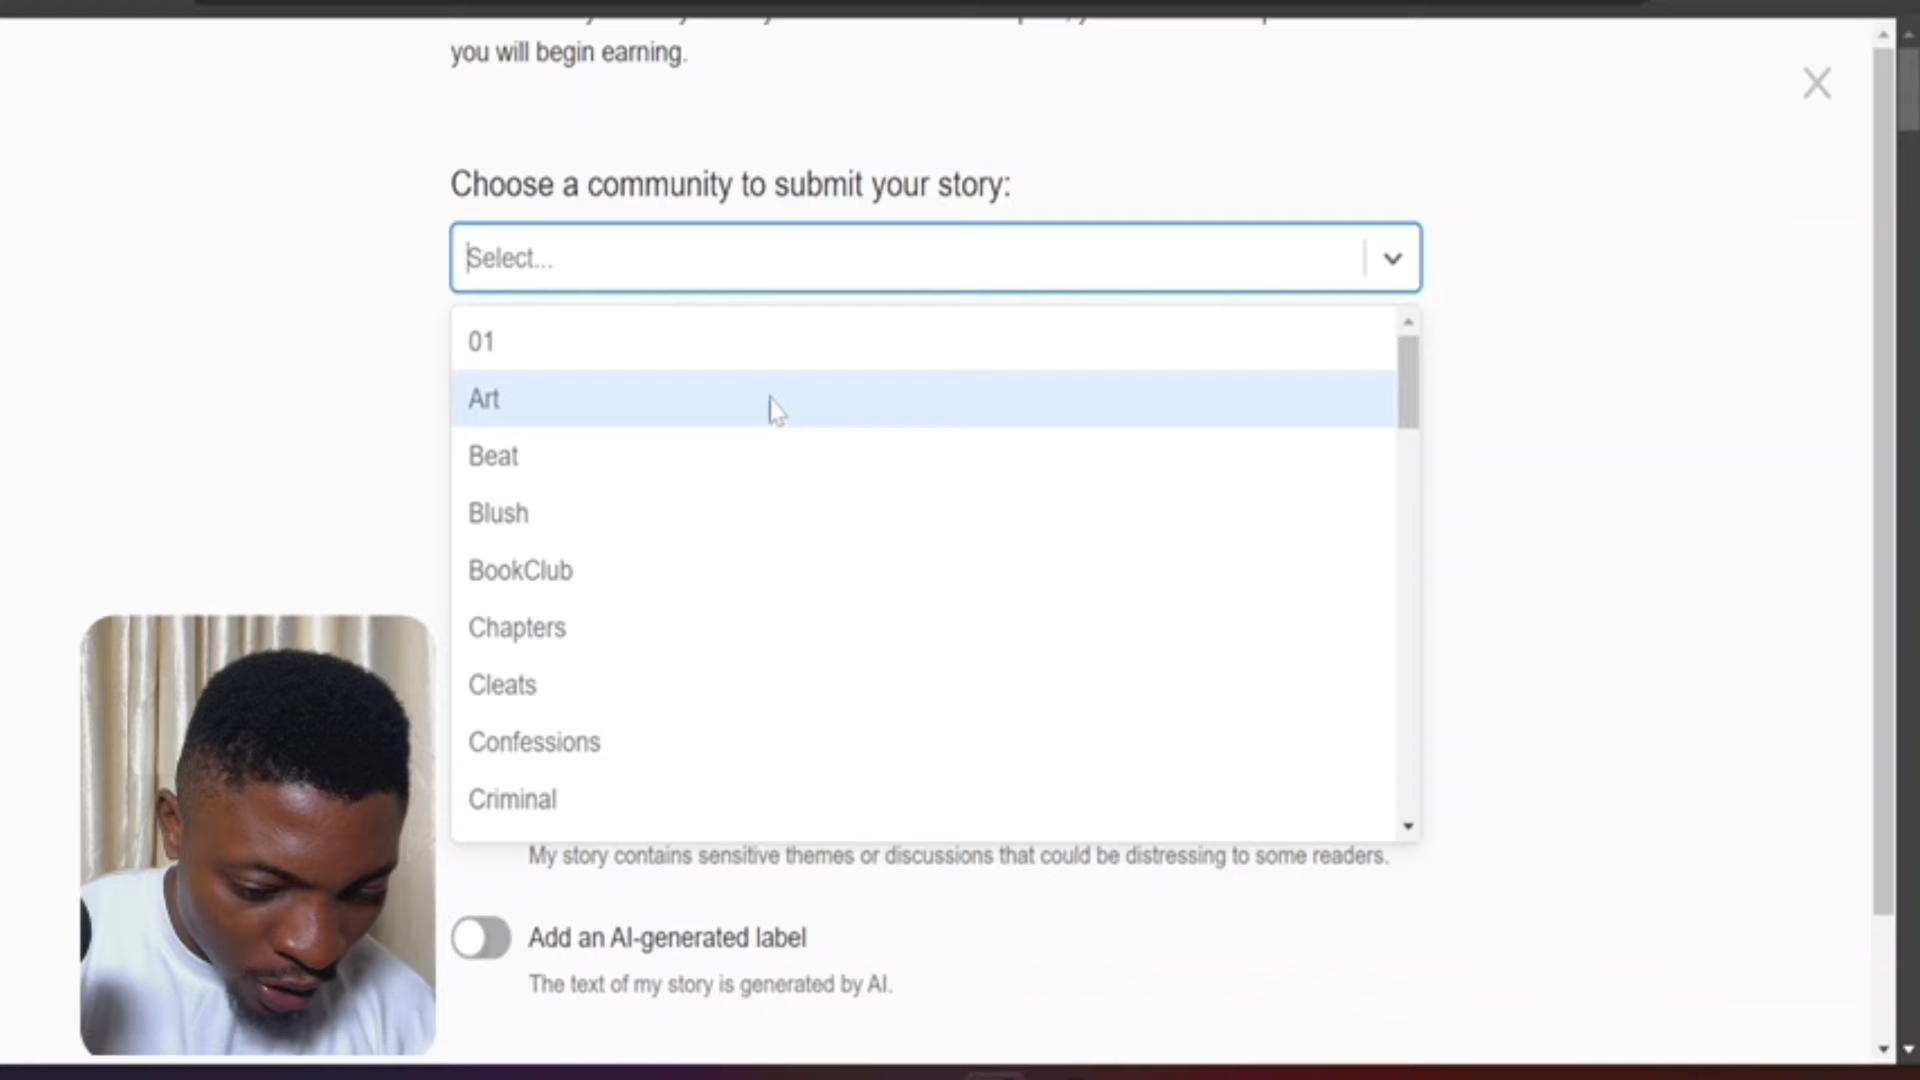 you will begin earning.
Choose a community to submit your story:
Select...
01
Art
Beat
Blush
BookClub
Chapters
Cleats
Confessions
Criminal
My story contains sensitive themes or discussions that could be distressing to some readers.
Add an AI-generated label
The text of my story is generated by AI.